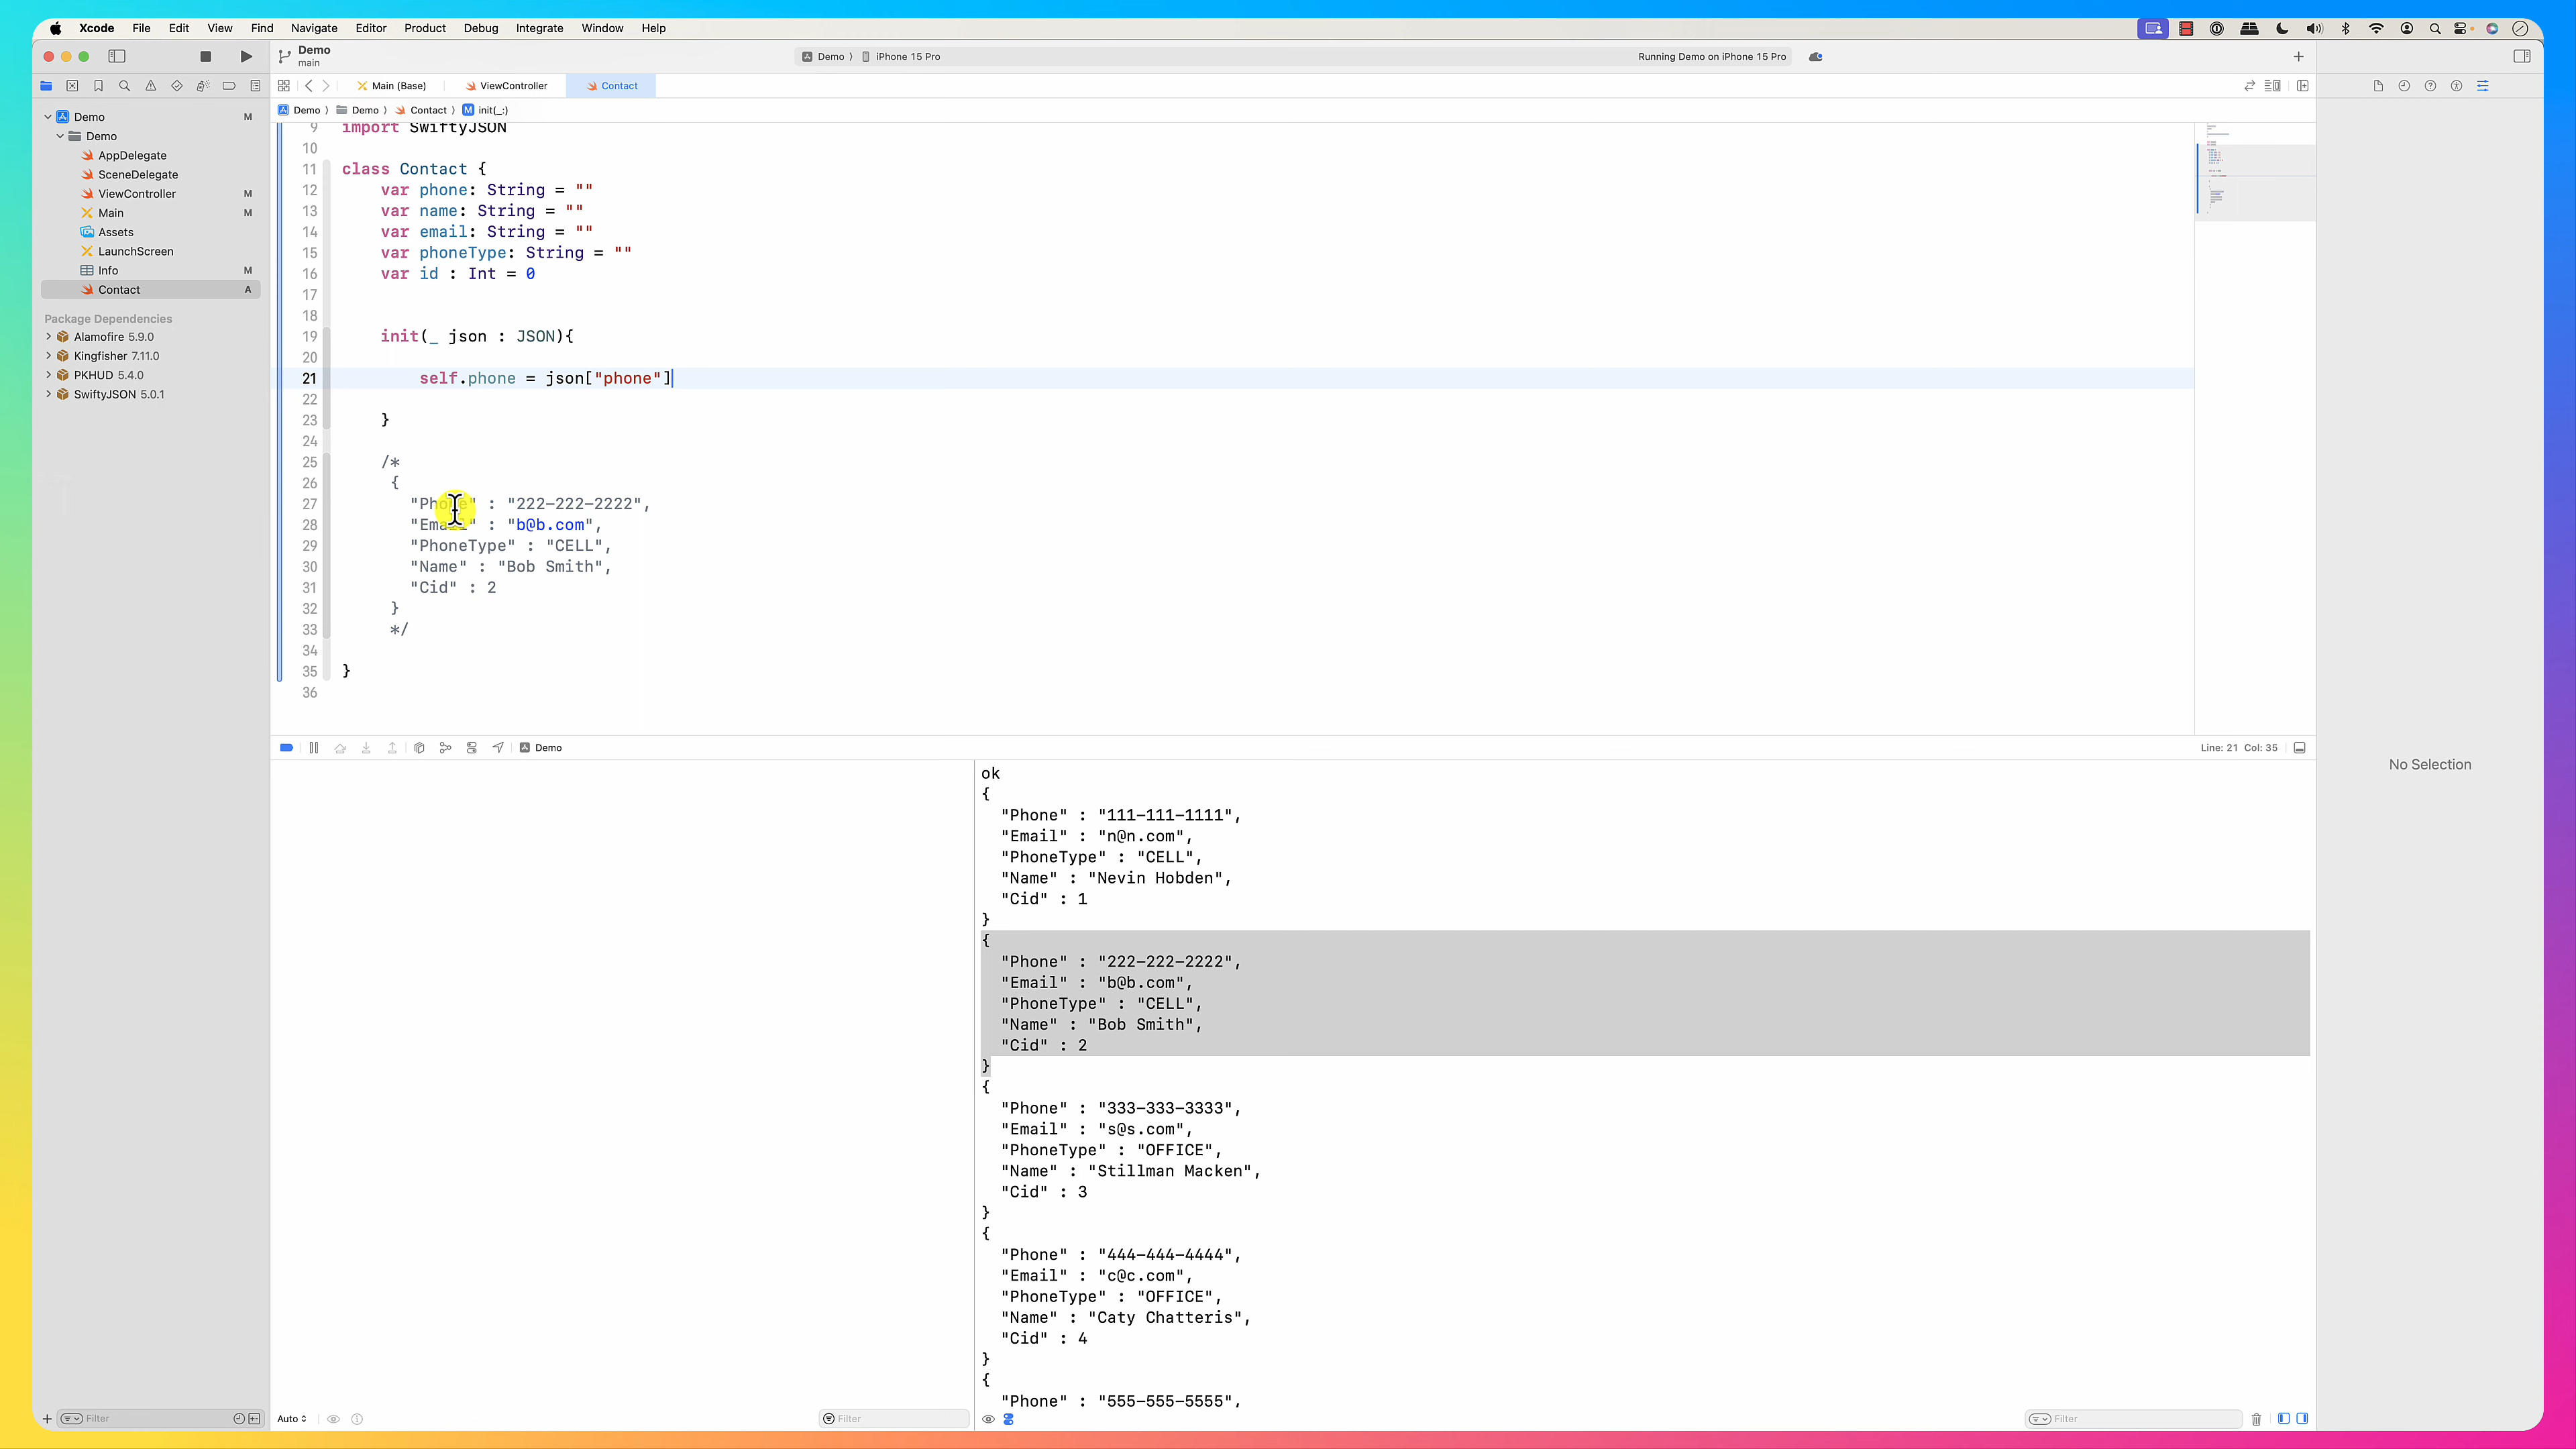 Xcode File Edit View Find Navigate Editor Product Debug Integrate Window Help
Demo
main
Demo ⟩ iPhone 15 Pro
Running Demo on iPhone 15 Pro
Main (Base) ViewController Contact
Demo ⟩ Demo ⟩ Contact ⟩ M init(_:)
Demo M
Demo
AppDelegate
SceneDelegate
ViewController M
Main M
Assets
LaunchScreen
Info M
Contact A
Package Dependencies
Alamofire 5.9.0
Kingfisher 7.11.0
PKHUD 5.4.0
SwiftyJSON 5.0.1
Filter
9 import SwiftyJSON
10
11 class Contact {
12 var phone: String = ""
13 var name: String = ""
14 var email: String = ""
15 var phoneType: String = ""
16 var id : Int = 0
17
18
19 init(_ json : JSON){
20
21 self.phone = json["phone"]
22
23 }
24
25 /*
26 {
27 "Phone" : "222-222-2222",
28 "Email" : "b@b.com",
29 "PhoneType" : "CELL",
30 "Name" : "Bob Smith",
31 "Cid" : 2
32 }
33 */
34
35 }
36
Demo
Line: 21 Col: 35
No Selection
ok
{
"Phone" : "111-111-1111",
"Email" : "n@n.com",
"PhoneType" : "CELL",
"Name" : "Nevin Hobden",
"Cid" : 1
}
{
"Phone" : "222-222-2222",
"Email" : "b@b.com",
"PhoneType" : "CELL",
"Name" : "Bob Smith",
"Cid" : 2
}
{
"Phone" : "333-333-3333",
"Email" : "s@s.com",
"PhoneType" : "OFFICE",
"Name" : "Stillman Macken",
"Cid" : 3
}
{
"Phone" : "444-444-4444",
"Email" : "c@c.com",
"PhoneType" : "OFFICE",
"Name" : "Caty Chatteris",
"Cid" : 4
}
{
"Phone" : "555-555-5555",
Auto
Filter
Filter